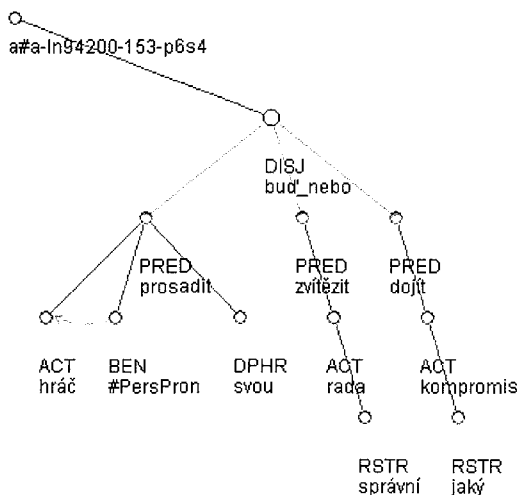 a#a-ln94200-153-p6s4
DISJ
buď_nebo
PRED PRED PRED
prosadit zvítězit dojít
ACT BEN DPHR ACT ACT
hráč #PersPron svou rada kompromis
RSTR RSTR
správní jaký